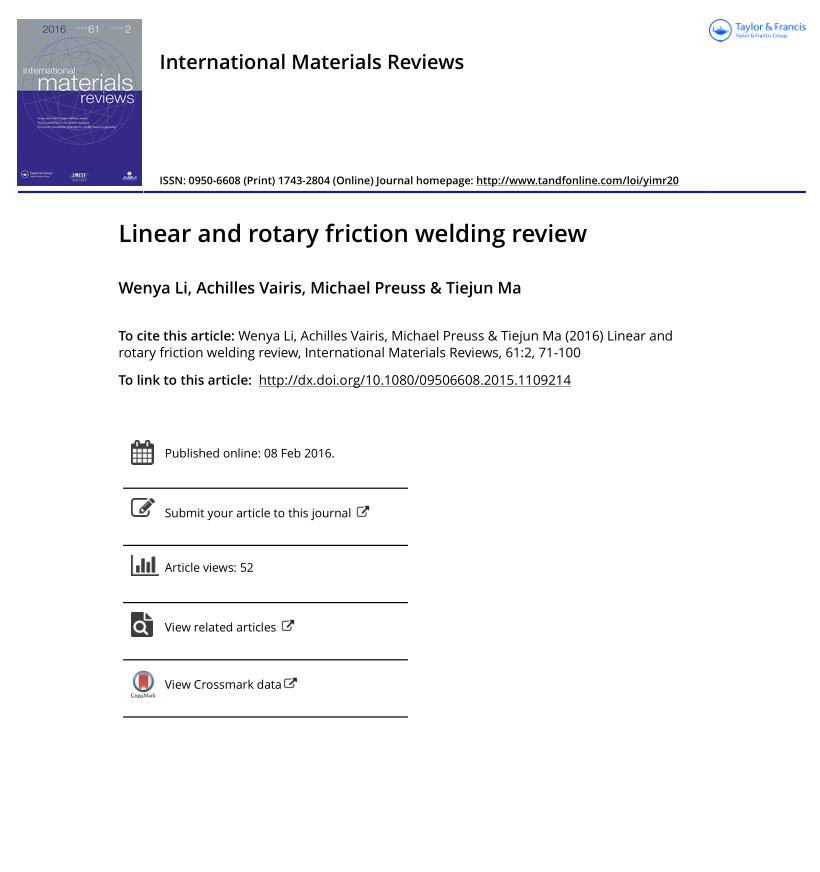 2016 61 2
international
materials
reviews
Taylor & Francis
Taylor & Francis Group
International Materials Reviews
ISSN: 0950-6608 (Print) 1743-2804 (Online) Journal homepage: http://www.tandfonline.com/loi/yimr20
Linear and rotary friction welding review
Wenya Li, Achilles Vairis, Michael Preuss & Tiejun Ma
To cite this article: Wenya Li, Achilles Vairis, Michael Preuss & Tiejun Ma (2016) Linear and
rotary friction welding review, International Materials Reviews, 61:2, 71-100
To link to this article: http://dx.doi.org/10.1080/09506608.2015.1109214
Published online: 08 Feb 2016.
Submit your article to this journal
Article views: 52
View related articles
View Crossmark data
CrossMark